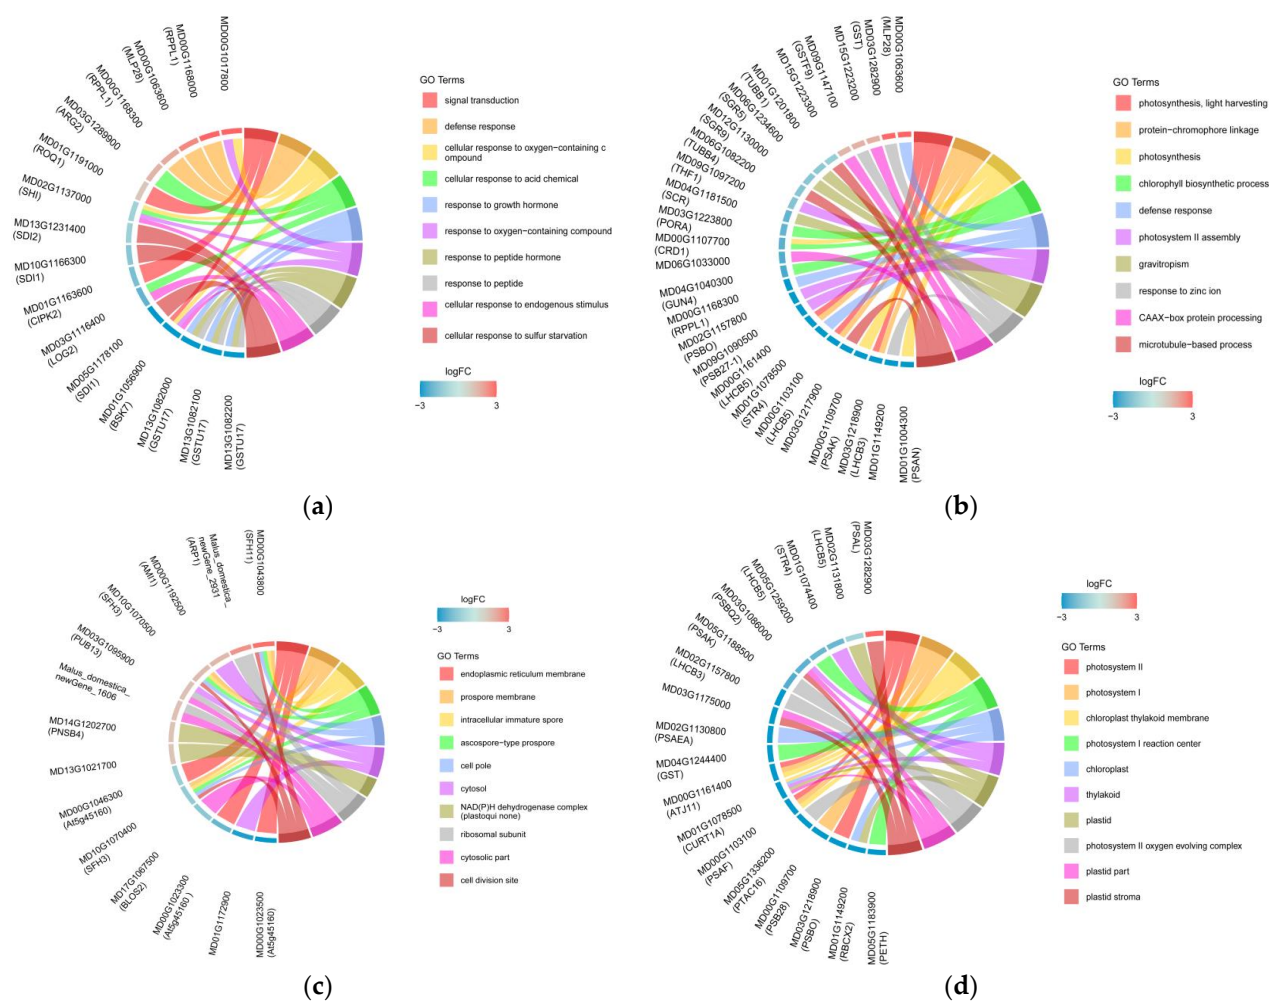 MD00G1017800
MD00G1168000
(RPPL1)
MD00G1063600
(MLP28)
MD00G1168300
(RPPL1)
MD03G1289900
(ARG2)
MD01G1191000
(ROQ1)
MD02G1137000
(SHI)
MD13G1231400
(SDI2)
MD10G1166300
(SDI1)
MD01G1163600
(CIPK2)
MD03G1116400
(LOG2)
MD05G1178100
(SDI1)
MD01G1056900
(BSK7)
MD13G1082000
(GSTU17)
MD13G1082100
(GSTU17)
MD13G1082200
(GSTU17)
GO Terms
signal transduction
defense response
cellular response to oxygen-containing c
ompound
cellular response to acid chemical
response to growth hormone
response to oxygen-containing compound
response to peptide hormone
response to peptide
cellular response to endogenous stimulus
cellular response to sulfur starvation
logFC
−3
3
(a)
MD00G1063600
(MLP28)
MD03G1282900
(GST)
MD15G1223200
MD09G1147100
(GSTF9)
MD15G1223300
MD01G1201800
(TUBB1)
MD06G1234600
(SGR5)
MD12G1130000
(SGR9)
MD06G1082200
(TUBB4)
MD09G1097200
(THF1)
MD04G1181500
(SCR)
MD03G1223800
(PORA)
MD00G1107700
(CRD1)
MD06G1033000
MD04G1040300
(GUN4)
MD00G1168300
(RPPL1)
MD02G1157800
(PSBO)
MD09G1090500
(PSB27-1)
MD00G1161400
(LHCB5)
MD01G1078500
(STR4)
MD00G1103100
(LHCB5)
MD03G1217900
MD00G1109700
(PSAK)
MD03G1218900
(LHCB3)
MD01G1149200
MD01G1004300
(PSAN)
GO Terms
photosynthesis, light harvesting
protein-chromophore linkage
photosynthesis
chlorophyll biosynthetic process
defense response
photosystem II assembly
gravitropism
response to zinc ion
CAAX-box protein processing
microtubule-based process
logFC
−3
3
(b)
MD00G1043800
(SFH11)
Malus_domestica_
newGene_2931
(ARP1)
MD00G1192500
(AMI1)
MD10G1070500
(SFH3)
MD03G1095900
(PUB13)
Malus_domestica_
newGene_1606
MD14G1202700
(PNSB4)
MD13G1021700
MD00G1046300
(At5g45160)
MD10G1070400
(SFH3)
MD17G1067500
(BLOS2)
MD00G1023300
(At5g45160 )
MD01G1172900
MD00G1023500
(At5g45160)
logFC
−3
3
GO Terms
endoplasmic reticulum membrane
prospore membrane
intracellular immature spore
ascospore-type prospore
cell pole
cytosol
NAD(P)H dehydrogenase complex
(plastoqui none)
ribosomal subunit
cytosolic part
cell division site
(c)
MD03G1282900
(PSAL)
MD02G1131800
(LHCB5)
MD01G1074400
(STR4)
MD05G1259200
(LHCB5)
MD03G1086000
(PSBQ2)
MD05G1188500
(PSAK)
MD02G1157800
(LHCB3)
MD03G1175000
MD02G1130800
(PSAEA)
MD04G1244400
(GST)
MD00G1161400
(ATJ11)
MD01G1078500
(CURT1A)
MD00G1103100
(PSAF)
MD05G1336200
(PTAC16)
MD00G1109700
(PSB28)
MD03G1218900
(PSBO)
MD01G1149200
(RBCX2)
MD05G1183900
(PETH)
logFC
−3
3
GO Terms
photosystem II
photosystem I
chloroplast thylakoid membrane
photosystem I reaction center
chloroplast
thylakoid
plastid
photosystem II oxygen evolving complex
plastid part
plastid stroma
(d)